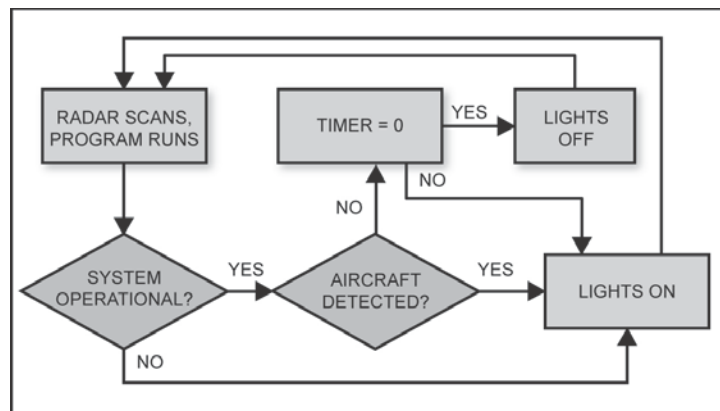 RADAR SCANS,
PROGRAM RUNS
TIMER = 0
YES
LIGHTS
OFF
NO
NO
SYSTEM
OPERATIONAL?
YES
AIRCRAFT
DETECTED?
YES
LIGHTS ON
NO